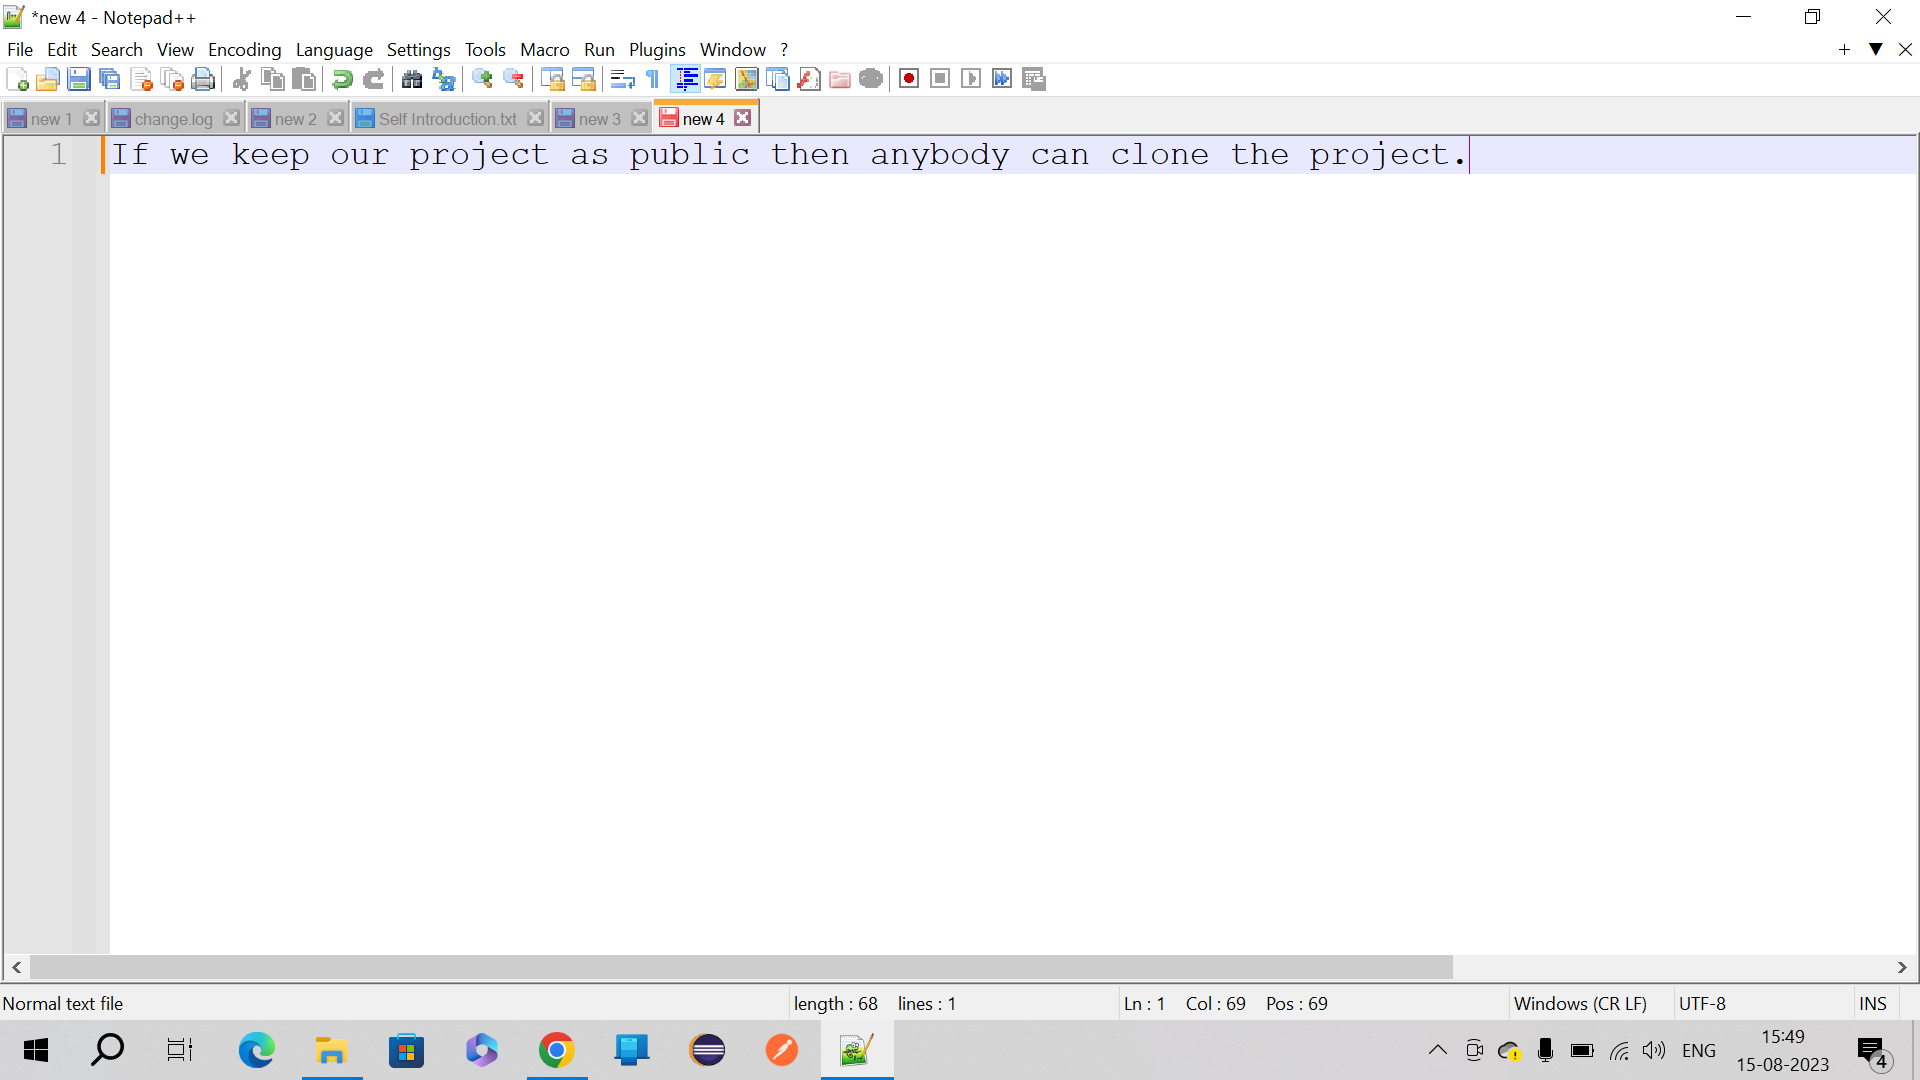 *new 4 - Notepad++
File Edit Search View Encoding Language Settings Tools Macro Run Plugins Window ?
new 1 change.log new 2 Self Introduction.txt new 3 new 4
1 If we keep our project as public then anybody can clone the project.
Normal text file length : 68 lines : 1 Ln : 1 Col : 69 Pos : 69 Windows (CR LF) UTF-8 INS
ENG 15:49
15-08-2023 4